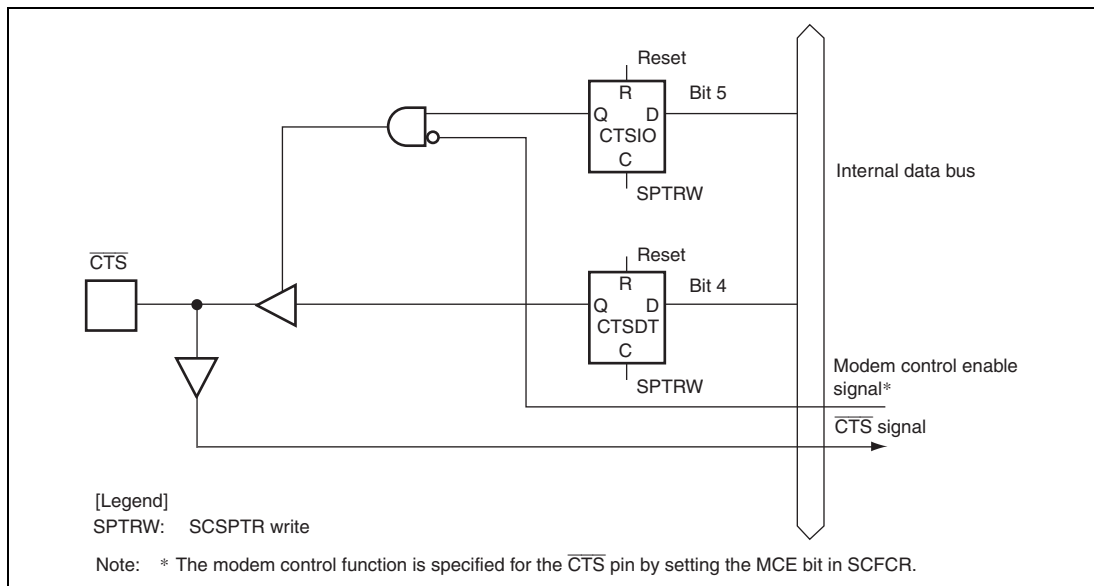 Reset
R
Bit 5
Q D
CTSIO
C
SPTRW
Internal data bus
CTS
Reset
R
Bit 4
Q D
CTSDT
C
SPTRW
Modem control enable
signal*
CTS signal
[Legend]
SPTRW: SCSPTR write
Note: * The modem control function is specified for the CTS pin by setting the MCE bit in SCFCR.